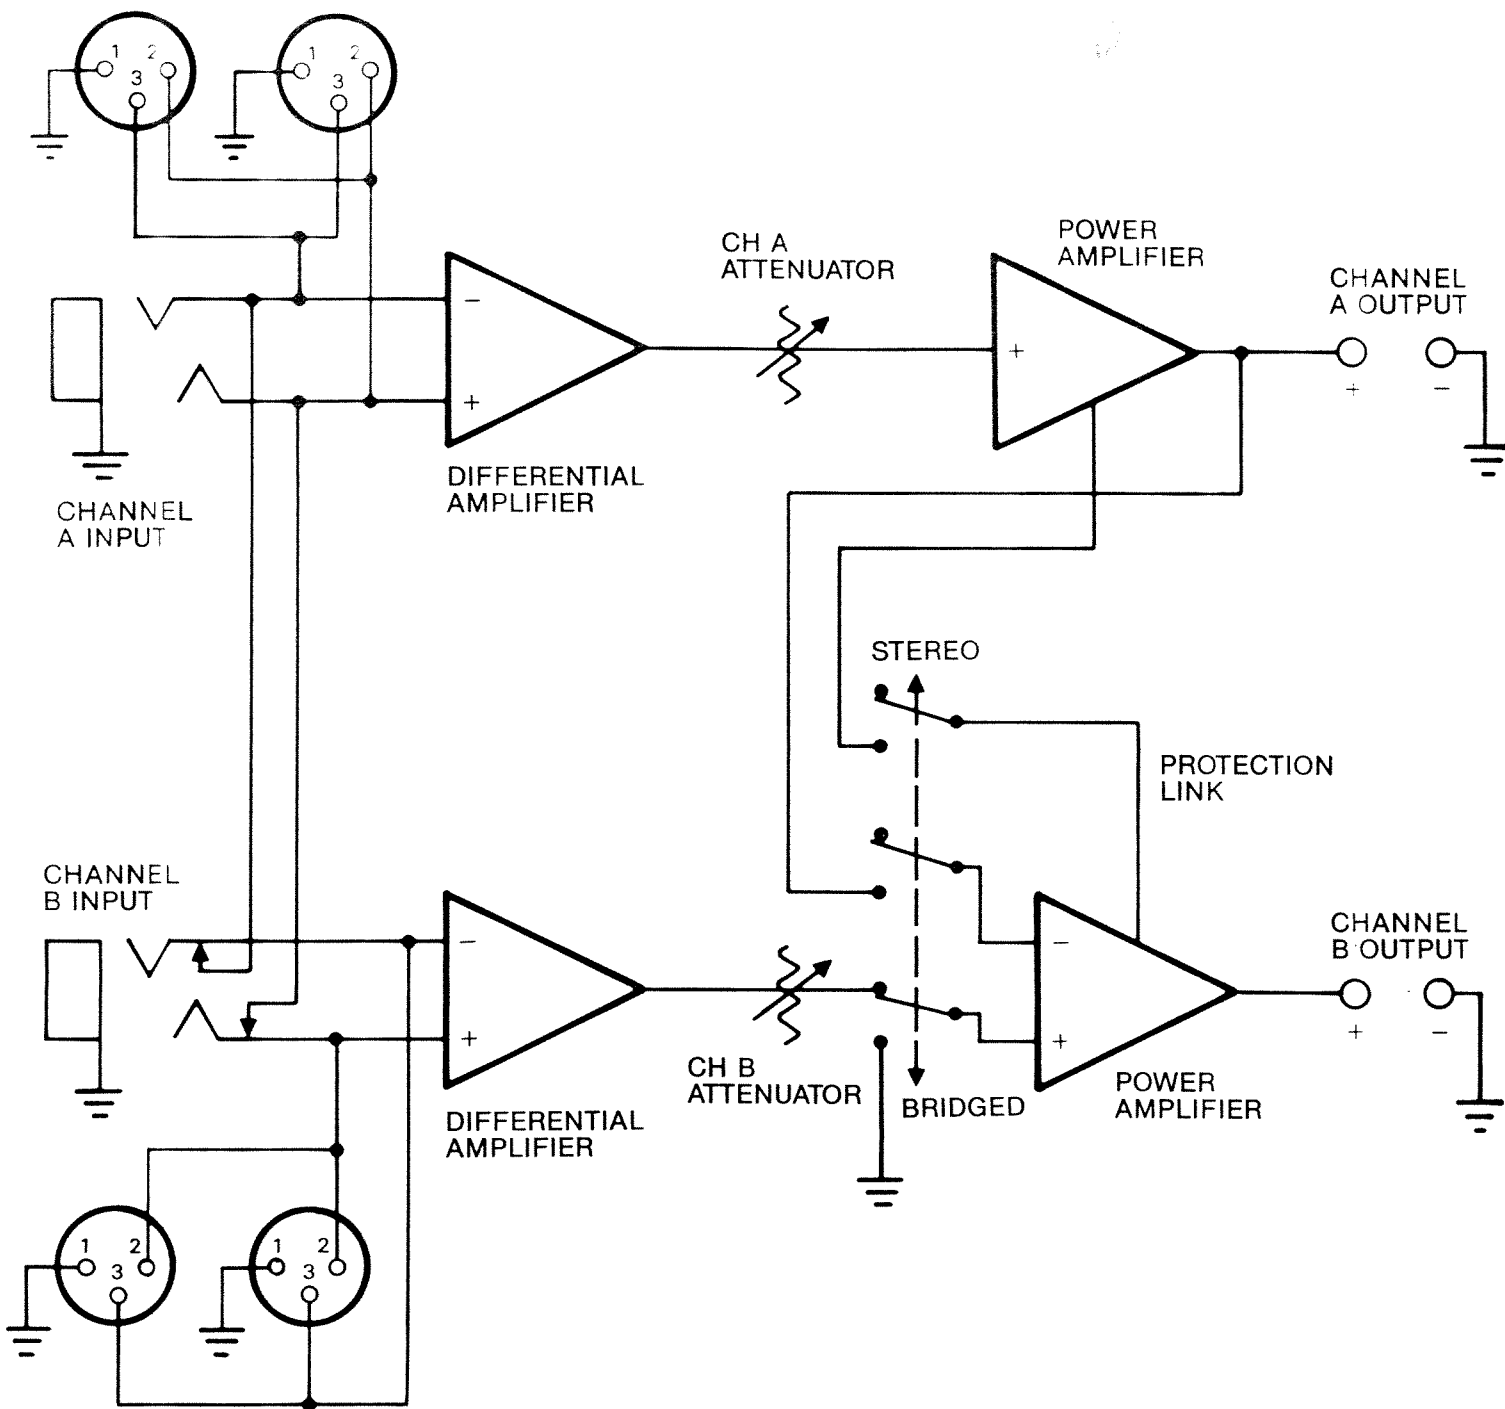 1 2
3
1 2
3
CH A
ATTENUATOR
POWER
AMPLIFIER
CHANNEL
A OUTPUT
−
+
+
+
−
DIFFERENTIAL
AMPLIFIER
CHANNEL
A INPUT
STEREO
PROTECTION
LINK
CHANNEL
B INPUT
CHANNEL
B OUTPUT
−
+
−
+
+
−
CH B
ATTENUATOR
BRIDGED
POWER
AMPLIFIER
DIFFERENTIAL
AMPLIFIER
1 2
3
1 2
3